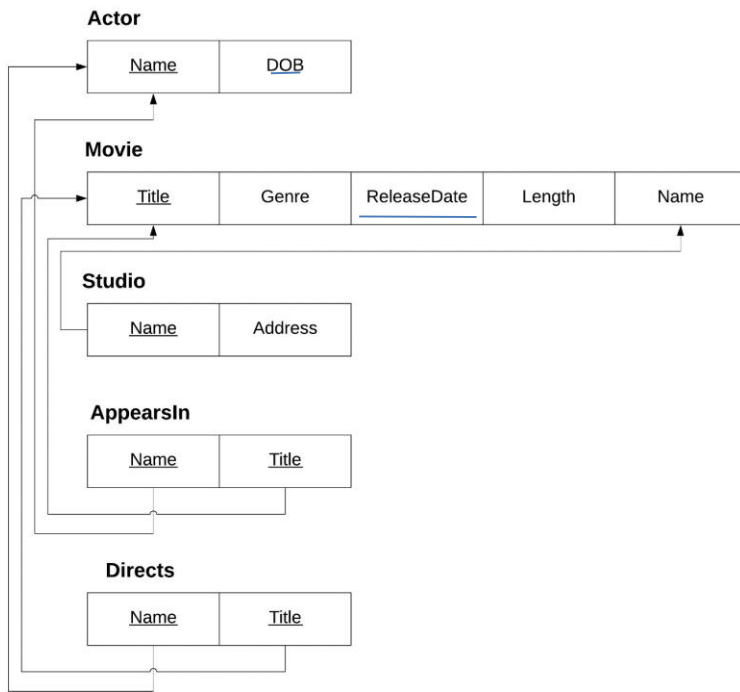 Actor
Name DOB
Movie
Title Genre ReleaseDate Length Name
Studio
Name Address
AppearsIn
Name Title
Directs
Name Title